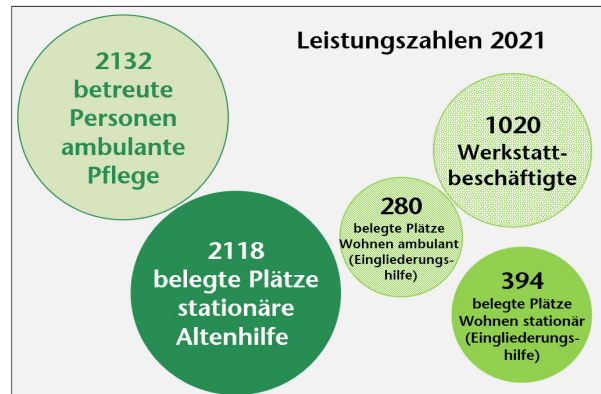 Leistungszahlen 2021
2132
betreute
Personen
ambulante
Pflege
1020
Werkstatt-
beschäftigte
280
belegte Plätze
Wohnen ambulant
(Eingliederungs-
hilfe)
2118
belegte Plätze
stationäre
Altenhilfe
394
belegte Plätze
Wohnen stationär
(Eingliederungs-
hilfe)